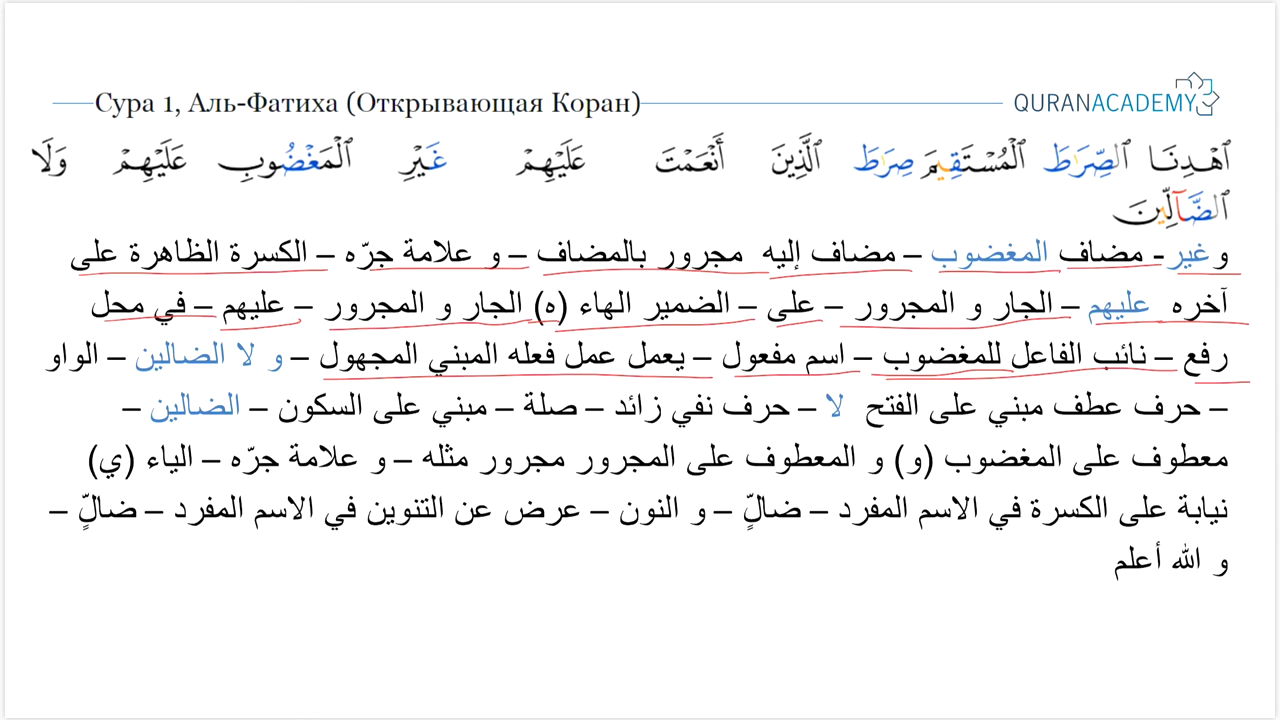 Сура 1, Аль-Фатиха (Открывающая Коран)
QURANACADEMY
ٱهْدِنَا ٱلصِّرَٰطَ ٱلْمُسْتَقِيمَ صِرَٰطَ ٱلَّذِينَ أَنْعَمْتَ عَلَيْهِمْ غَيْرِ ٱلْمَغْضُوبِ عَلَيْهِمْ وَلَا
ٱلضَّآلِّينَ
و غير - مضاف المغضوب – مضاف إليه مجرور بالمضاف – و علامة جرّه – الكسرة الظاهرة على
آخره عليهم – الجار و المجرور – على – الضمير الهاء (ه) الجار و المجرور – عليهم – في محل
رفع – نائب الفاعل للمغضوب – اسم مفعول – يعمل عمل فعله المبني المجهول – و لا الضالين – الواو
– حرف عطف مبني على الفتح لا – حرف نفي زائد – صلة – مبني على السكون – الضالين –
معطوف على المغضوب (و) و المعطوف على المجرور مجرور مثله – و علامة جرّه – الياء (ي)
نيابة على الكسرة في الاسم المفرد – ضالٍّ – و النون – عرض عن التنوين في الاسم المفرد – ضالٍّ –
و الله أعلم